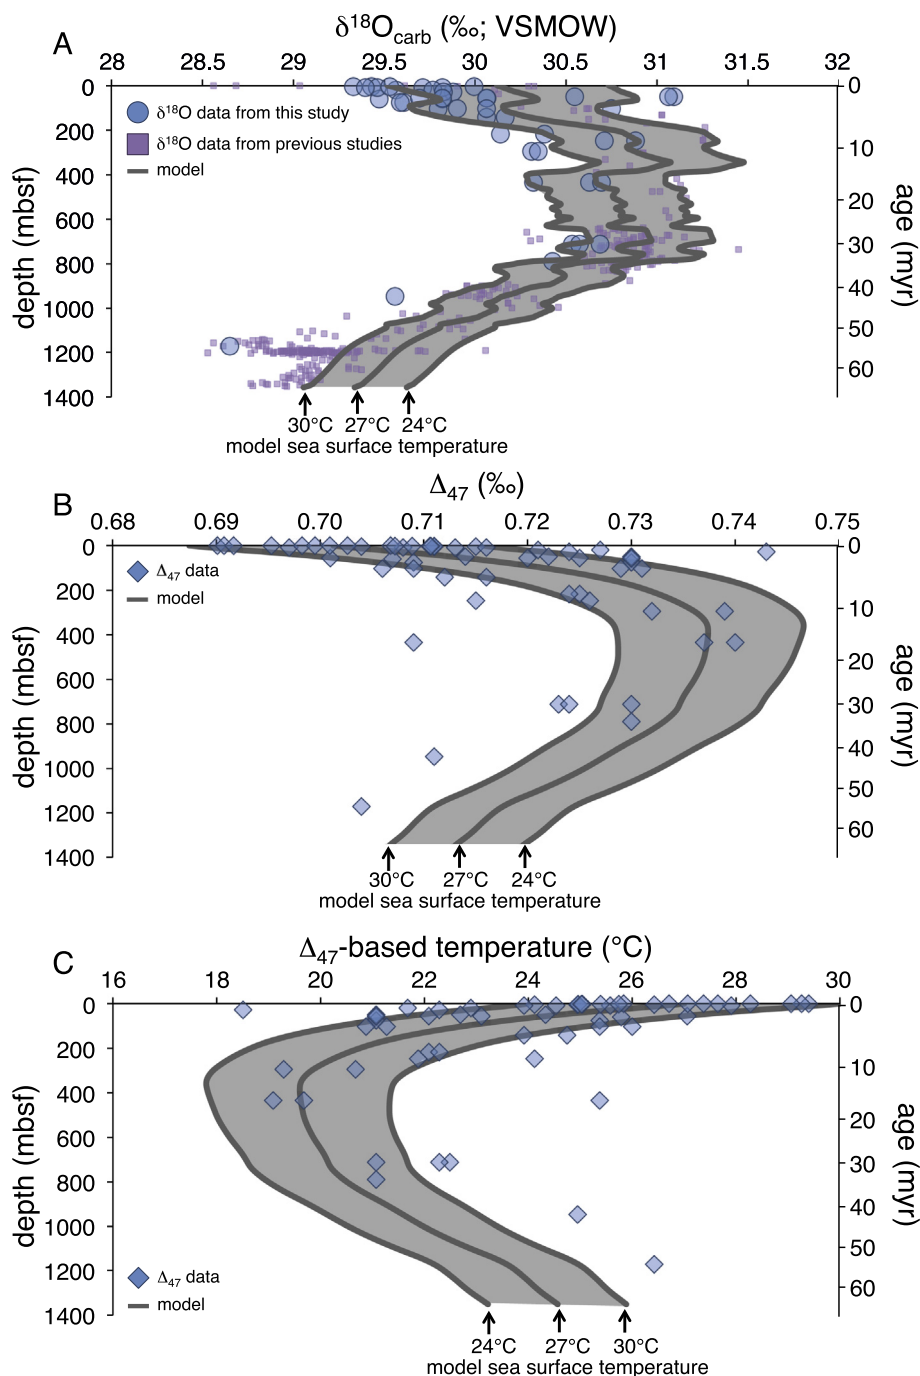 A
δ¹⁸Ocarb (‰; VSMOW)
28 28.5 29 29.5 30 30.5 31 31.5 32
0 200 400 600 800 1000 1200 1400
depth (mbsf)
δ¹⁸O data from this study
δ¹⁸O data from previous studies
model
0 10 20 30 40 50 60
age (myr)
30°C 27°C 24°C
model sea surface temperature
B
Δ₄₇ (‰)
0.68 0.69 0.70 0.71 0.72 0.73 0.74 0.75
0 200 400 600 800 1000 1200 1400
depth (mbsf)
Δ₄₇ data
model
0 10 20 30 40 50 60
age (myr)
30°C 27°C 24°C
model sea surface temperature
C
Δ₄₇-based temperature (°C)
16 18 20 22 24 26 28 30
0 200 400 600 800 1000 1200 1400
depth (mbsf)
Δ₄₇ data
model
0 10 20 30 40 50 60
age (myr)
24°C 27°C 30°C
model sea surface temperature